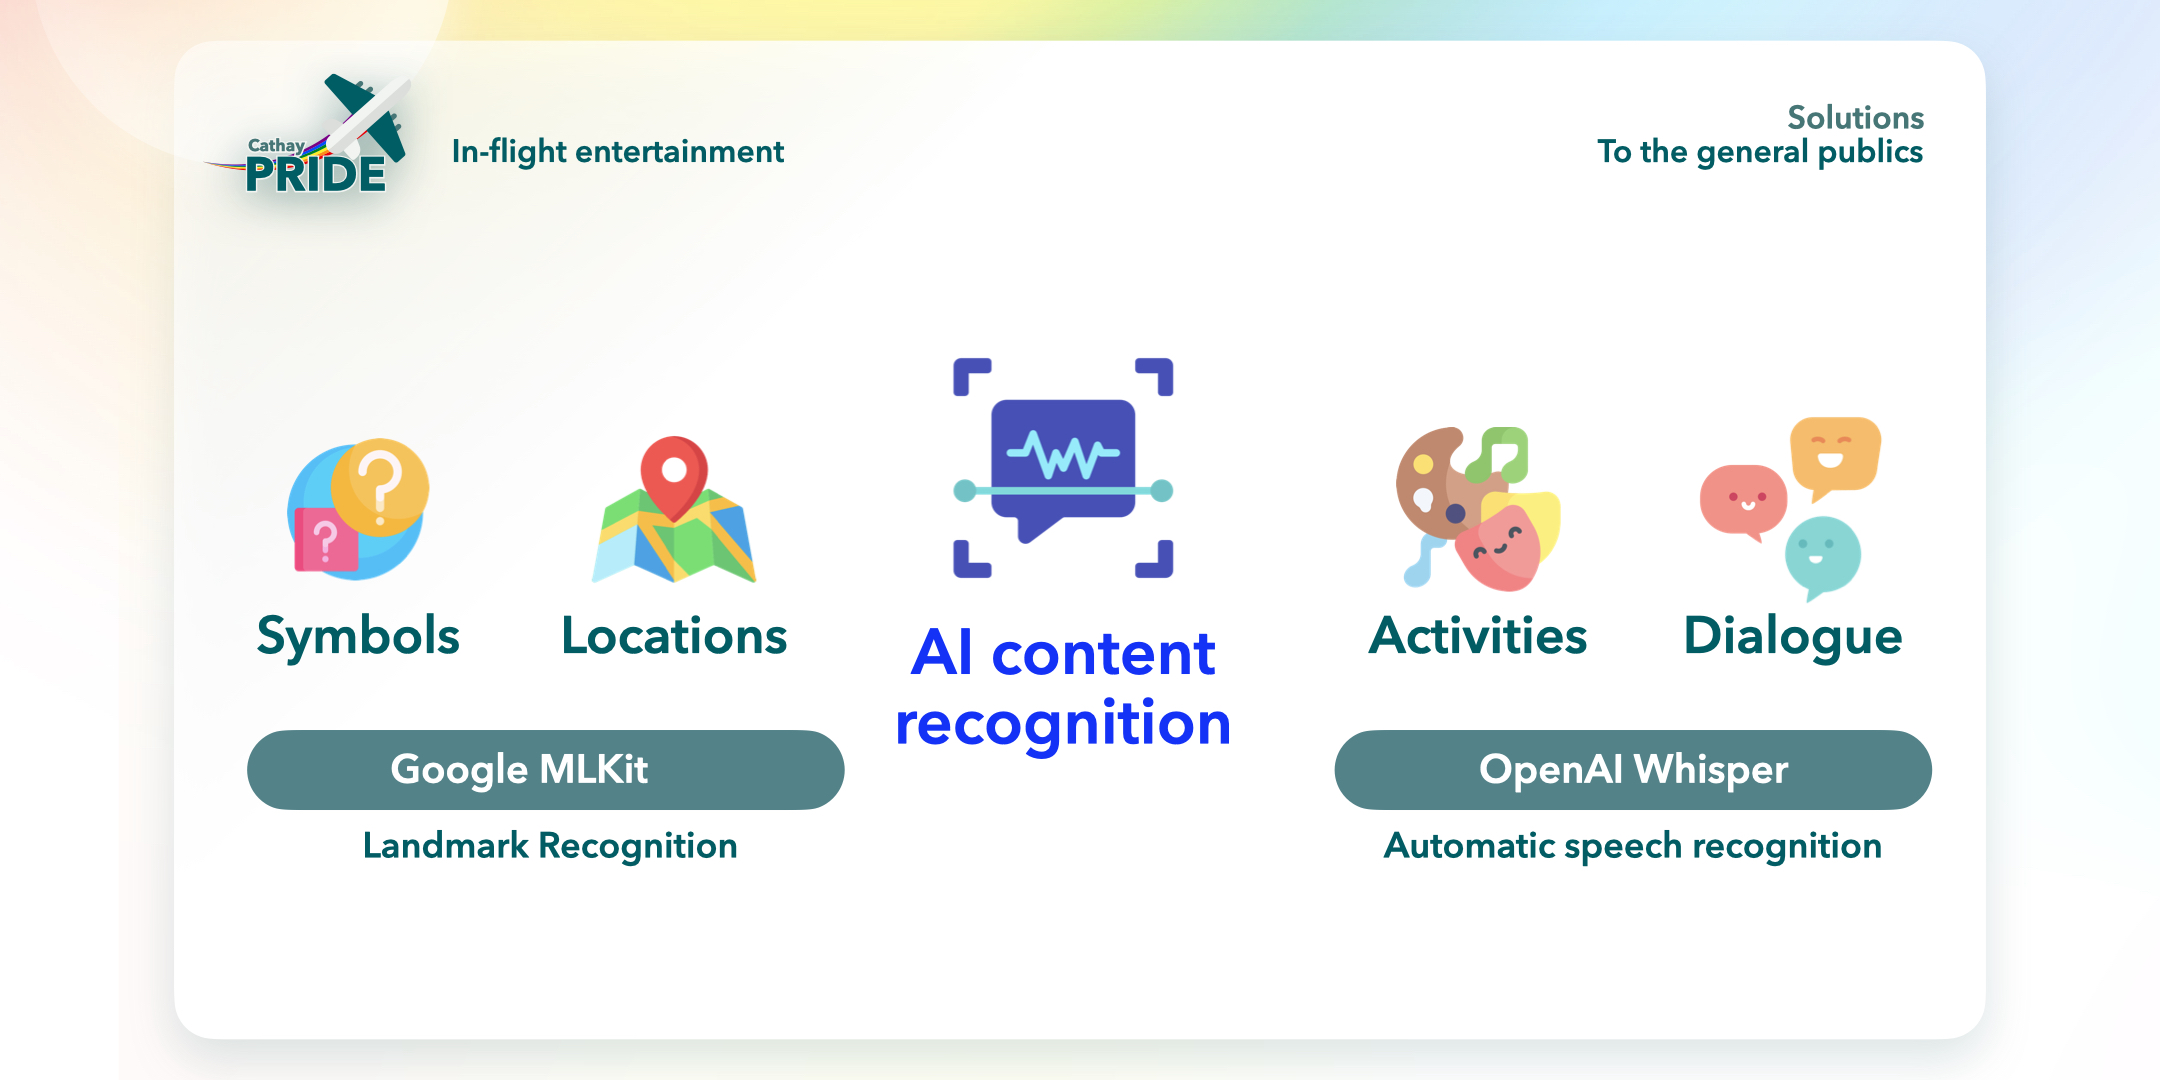 Cathay
PRIDE
In-flight entertainment
Solutions
To the general publics
? ?
Symbols
Locations
AI content
recognition
Activities
Dialogue
Google MLKit
Landmark Recognition
OpenAI Whisper
Automatic speech recognition